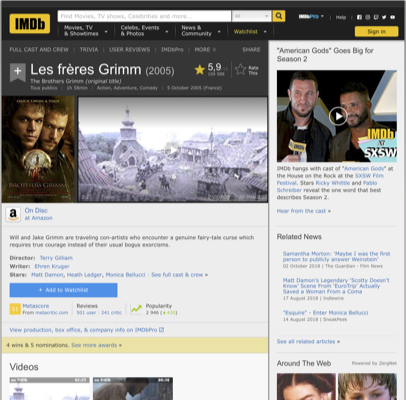 IMDb
Find Movies, TV shows, Celebrities and more...
All
IMDbPro
Help
Movies, TV & Showtimes
Celebs, Events & Photos
News & Community
Watchlist
Sign in
FULL CAST AND CREW | TRIVIA | USER REVIEWS | IMDbPro | MORE
SHARE
Les frères Grimm (2005)
The Brothers Grimm (original title)
Tous publics | 1h 58min | Action, Adventure, Comedy | 5 October 2005 (France)
5,9
Rate This
On Disc
at Amazon
Will and Jake Grimm are traveling con-artists who encounter a genuine fairy-tale curse which
requires true courage instead of their usual bogus exorcisms.
Director: Terry Gilliam
Writer: Ehren Kruger
Stars: Matt Damon, Heath Ledger, Monica Bellucci | See full cast & crew »
+ Add to Watchlist
Metascore
From metacritic.com
Reviews
501 user | 241 critic
Popularity
2 946
View production, box office, & company info on IMDbPro
4 wins & 5 nominations. See more awards »
Videos
"American Gods" Goes Big for
Season 2
IMDb
AT
SXSW
IMDb hangs with cast of "American Gods" at
the House on the Rock at SXSW Film
Festival. Stars Ricky Whittle and Pablo
Schreiber reveal the one word that best
describes Season 2.
Hear from the cast »
Related News
Samantha Morton: 'Maybe I was the first
person to publicly answer Weinstein'
02 October 2018 | The Guardian - Film News
Matt Damon's Legendary 'Scotty Doesn't
Know' Scene From 'EuroTrip' Actually
Saved a Woman From a Coma
17 August 2018 | Indiewire
"Esquire" - Enter Monica Bellucci
14 August 2018 | SneakPeek
See all related articles »
Around The Web
Powered by ZergNet